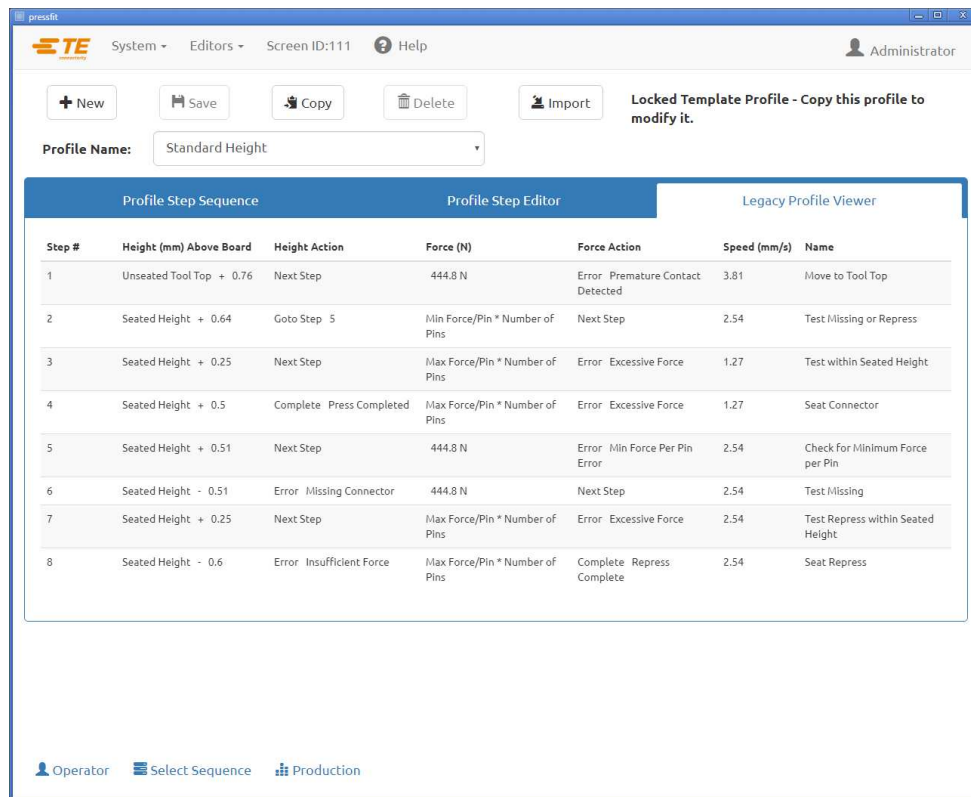 pressfit
TE
connectivity
System Editors Screen ID:111 Help Administrator
New Save Copy Delete Import Locked Template Profile - Copy this profile to
modify it.
Profile Name: Standard Height
Profile Step Sequence Profile Step Editor Legacy Profile Viewer
Step # Height (mm) Above Board Height Action Force (N) Force Action Speed (mm/s) Name
1 Unseated Tool Top + 0.76 Next Step 444.8 N Error Premature Contact 3.81 Move to Tool Top
Detected
2 Seated Height + 0.64 Goto Step 5 Min Force/Pin * Number of Next Step 2.54 Test Missing or Repress
Pins
3 Seated Height + 0.25 Next Step Max Force/Pin * Number of Error Excessive Force 1.27 Test within Seated Height
Pins
4 Seated Height + 0.5 Complete Press Completed Max Force/Pin * Number of Error Excessive Force 1.27 Seat Connector
Pins
5 Seated Height + 0.51 Next Step 444.8 N Error Min Force Per Pin 2.54 Check for Minimum Force
Error per Pin
6 Seated Height - 0.51 Error Missing Connector 444.8 N Next Step 2.54 Test Missing
7 Seated Height + 0.25 Next Step Max Force/Pin * Number of Error Excessive Force 2.54 Test Repress within Seated
Pins Height
8 Seated Height - 0.6 Error Insufficient Force Max Force/Pin * Number of Complete Repress 2.54 Seat Repress
Pins Complete
Operator Select Sequence Production